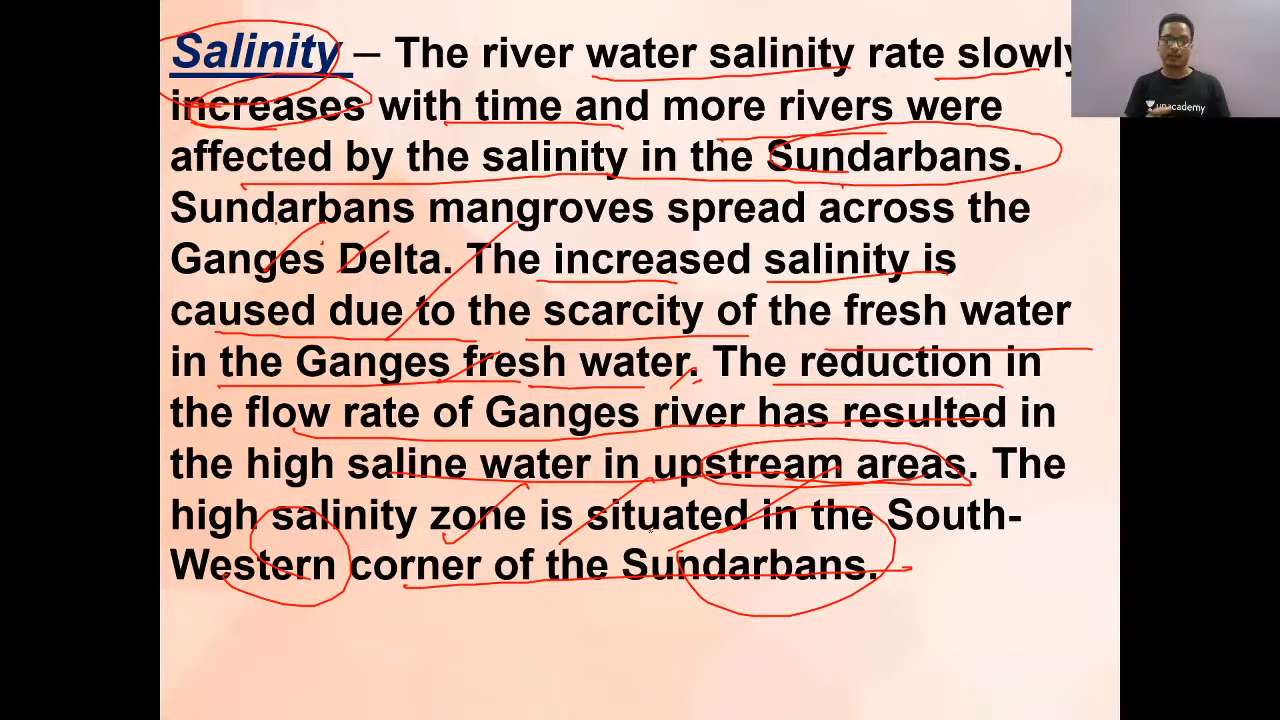 Salinity – The river water salinity rate slowly
increases with time and more rivers were
affected by the salinity in the Sundarbans.
Sundarbans mangroves spread across the
Ganges Delta. The increased salinity is
caused due to the scarcity of the fresh water
in the Ganges fresh water. The reduction in
the flow rate of Ganges river has resulted in
the high saline water in upstream areas. The
high salinity zone is situated in the South-
Western corner of the Sundarbans.
unacademy